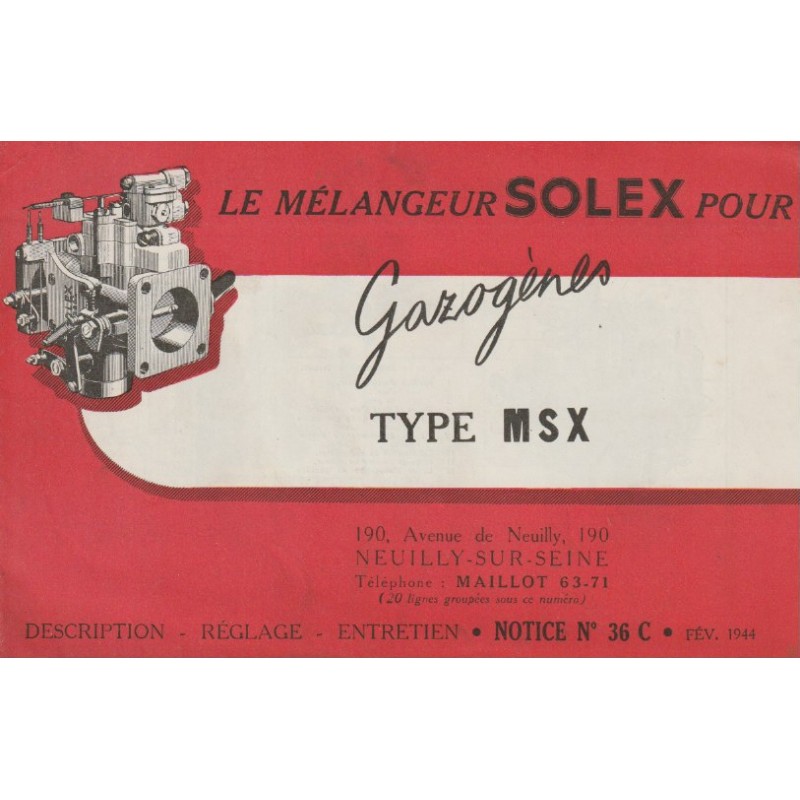 LE MÉLANGEUR SOLEX POUR
Gazogènes
TYPE MSX
SOLEX
190, Avenue de Neuilly, 190
NEUILLY-SUR-SEINE
Téléphone : MAILLOT 63-71
(20 lignes groupées sous ce numéro)
DESCRIPTION - RÉGLAGE - ENTRETIEN • NOTICE N° 36 C • FÉV. 1944